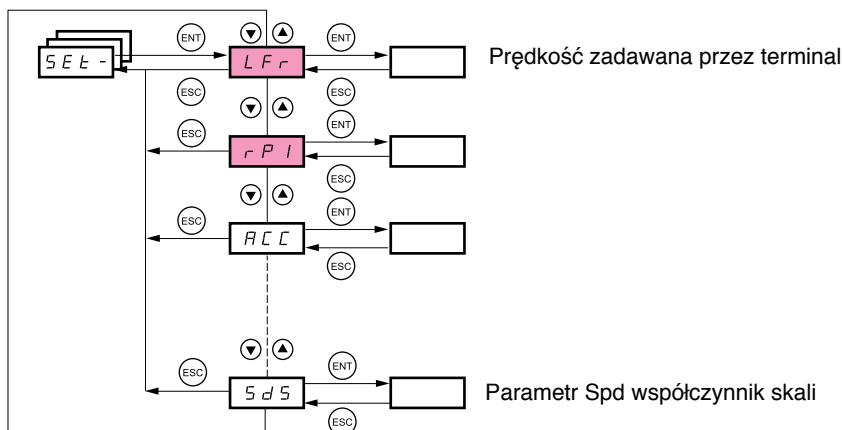 ENT ENT
SEt - LFr Prędkość zadawana przez terminal
ESC ESC
ESC ENT
rPI
ESC
ESC ENT
ACC
ESC
ESC ENT
SdS Parametr Spd współczynnik skali
ESC